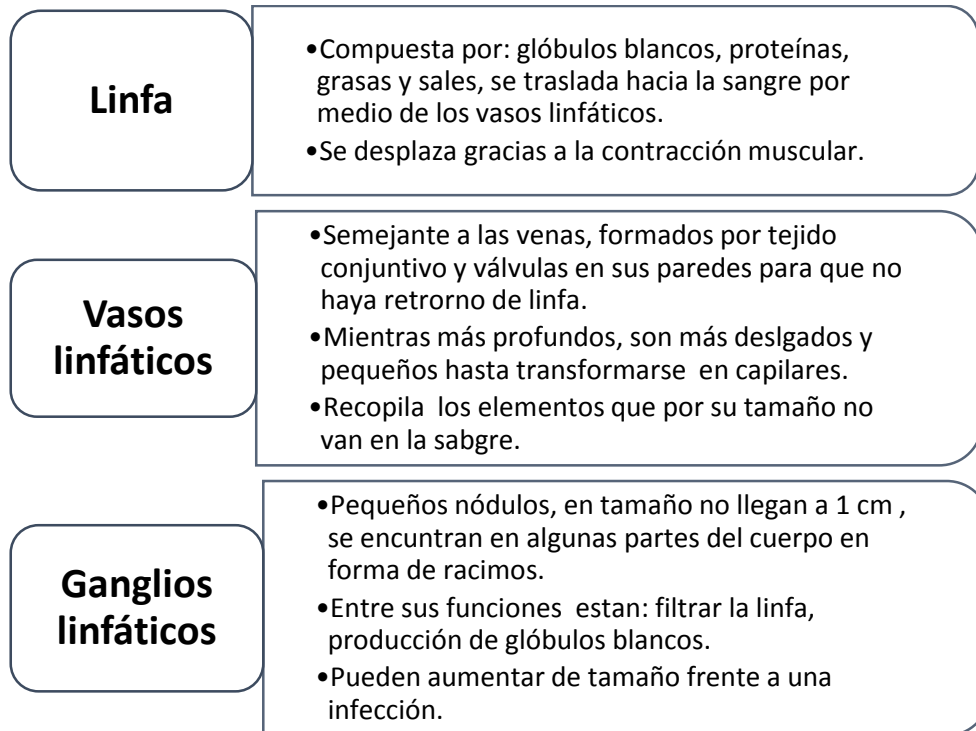 Linfa
•Compuesta por: glóbulos blancos, proteínas,
grasas y sales, se traslada hacia la sangre por
medio de los vasos linfáticos.
•Se desplaza gracias a la contracción muscular.
Vasos
linfáticos
•Semejante a las venas, formados por tejido
conjuntivo y válvulas en sus paredes para que no
haya retrorno de linfa.
•Mientras más profundos, son más deslgados y
pequeños hasta transformarse en capilares.
•Recopila los elementos que por su tamaño no
van en la sabgre.
Ganglios
linfáticos
•Pequeños nódulos, en tamaño no llegan a 1 cm ,
se encuntran en algunas partes del cuerpo en
forma de racimos.
•Entre sus funciones estan: filtrar la linfa,
producción de glóbulos blancos.
•Pueden aumentar de tamaño frente a una
infección.